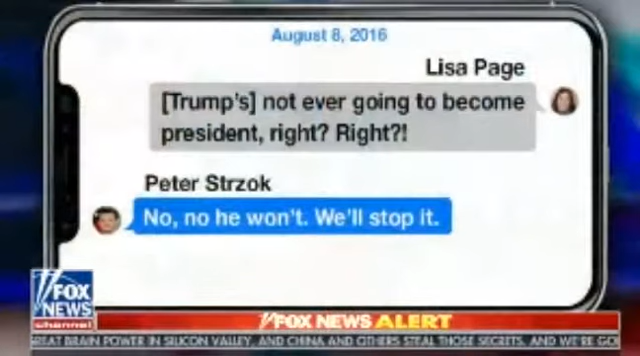 August 8, 2016
Lisa Page
[Trump's] not ever going to become
president, right? Right?!
Peter Strzok
No, no he won't. We'll stop it.
FOX
NEWS
channel
FOX NEWS ALERT
REAT BRAIN POWER IN SILICON VALLEY, AND CHINA AND OTHERS STEAL THOSE SECRETS, AND WE'RE GO